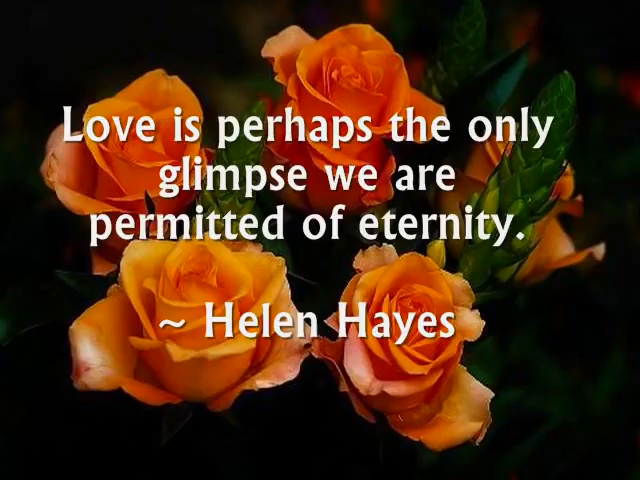 Love is perhaps the only
glimpse we are
permitted of eternity.
~ Helen Hayes